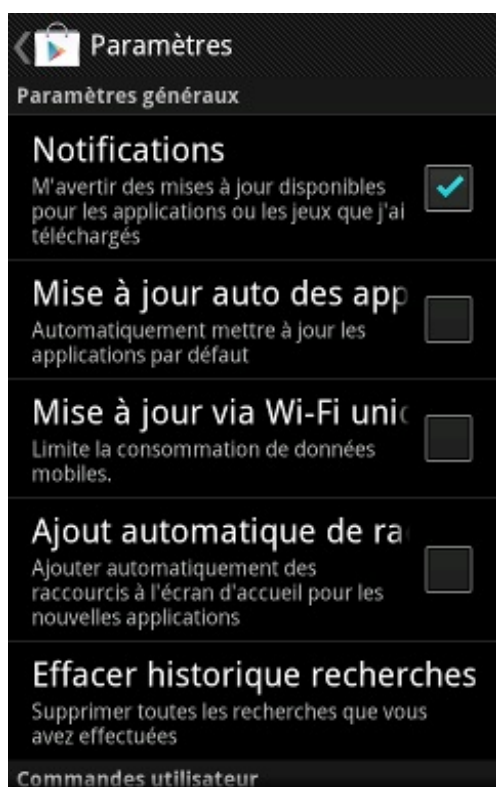 Paramètres
Paramètres généraux
Notifications
M'avertir des mises à jour disponibles
pour les applications ou les jeux que j'ai
téléchargés
Mise à jour auto des app
Automatiquement mettre à jour les
applications par défaut
Mise à jour via Wi-Fi uni
Limite la consommation de données
mobiles.
Ajout automatique de ra
Ajouter automatiquement des
raccourcis à l'écran d'accueil pour les
nouvelles applications
Effacer historique recherches
Supprimer toutes les recherches que vous
avez effectuées
Commandes utilisateur